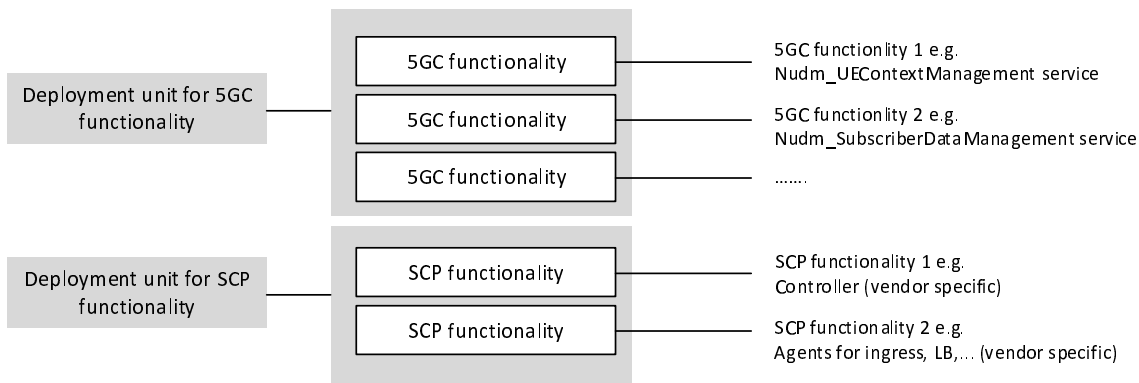 Deployment unit for 5GC
functionality
5GC functionality
5GC functionality
5GC functionality
5GC functionlity 1 e.g.
Nudm_UEContextManagement service
5GC functionality 2 e.g.
Nudm_SubscriberDataManagement service
.......
Deployment unit for SCP
functionality
SCP functionality
SCP functionality
SCP functionality 1 e.g.
Controller (vendor specific)
SCP functionality 2 e.g.
Agents for ingress, LB,... (vendor specific)